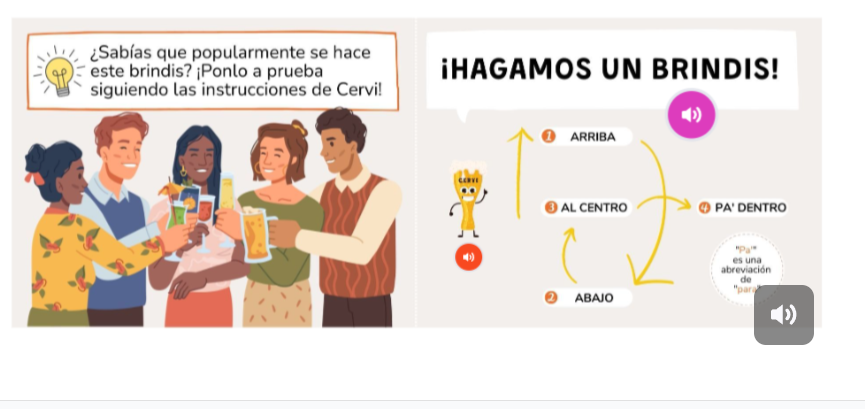 ¿Sabías que popularmente se hace
este brindis? ¡Ponlo a prueba
siguiendo las instrucciones de Cervi!
¡HAGAMOS UN BRINDIS!
1 ARRIBA
CERVI
3 AL CENTRO
4 PA' DENTRO
"Pa'"
es una
abreviación
de
"para"
2 ABAJO